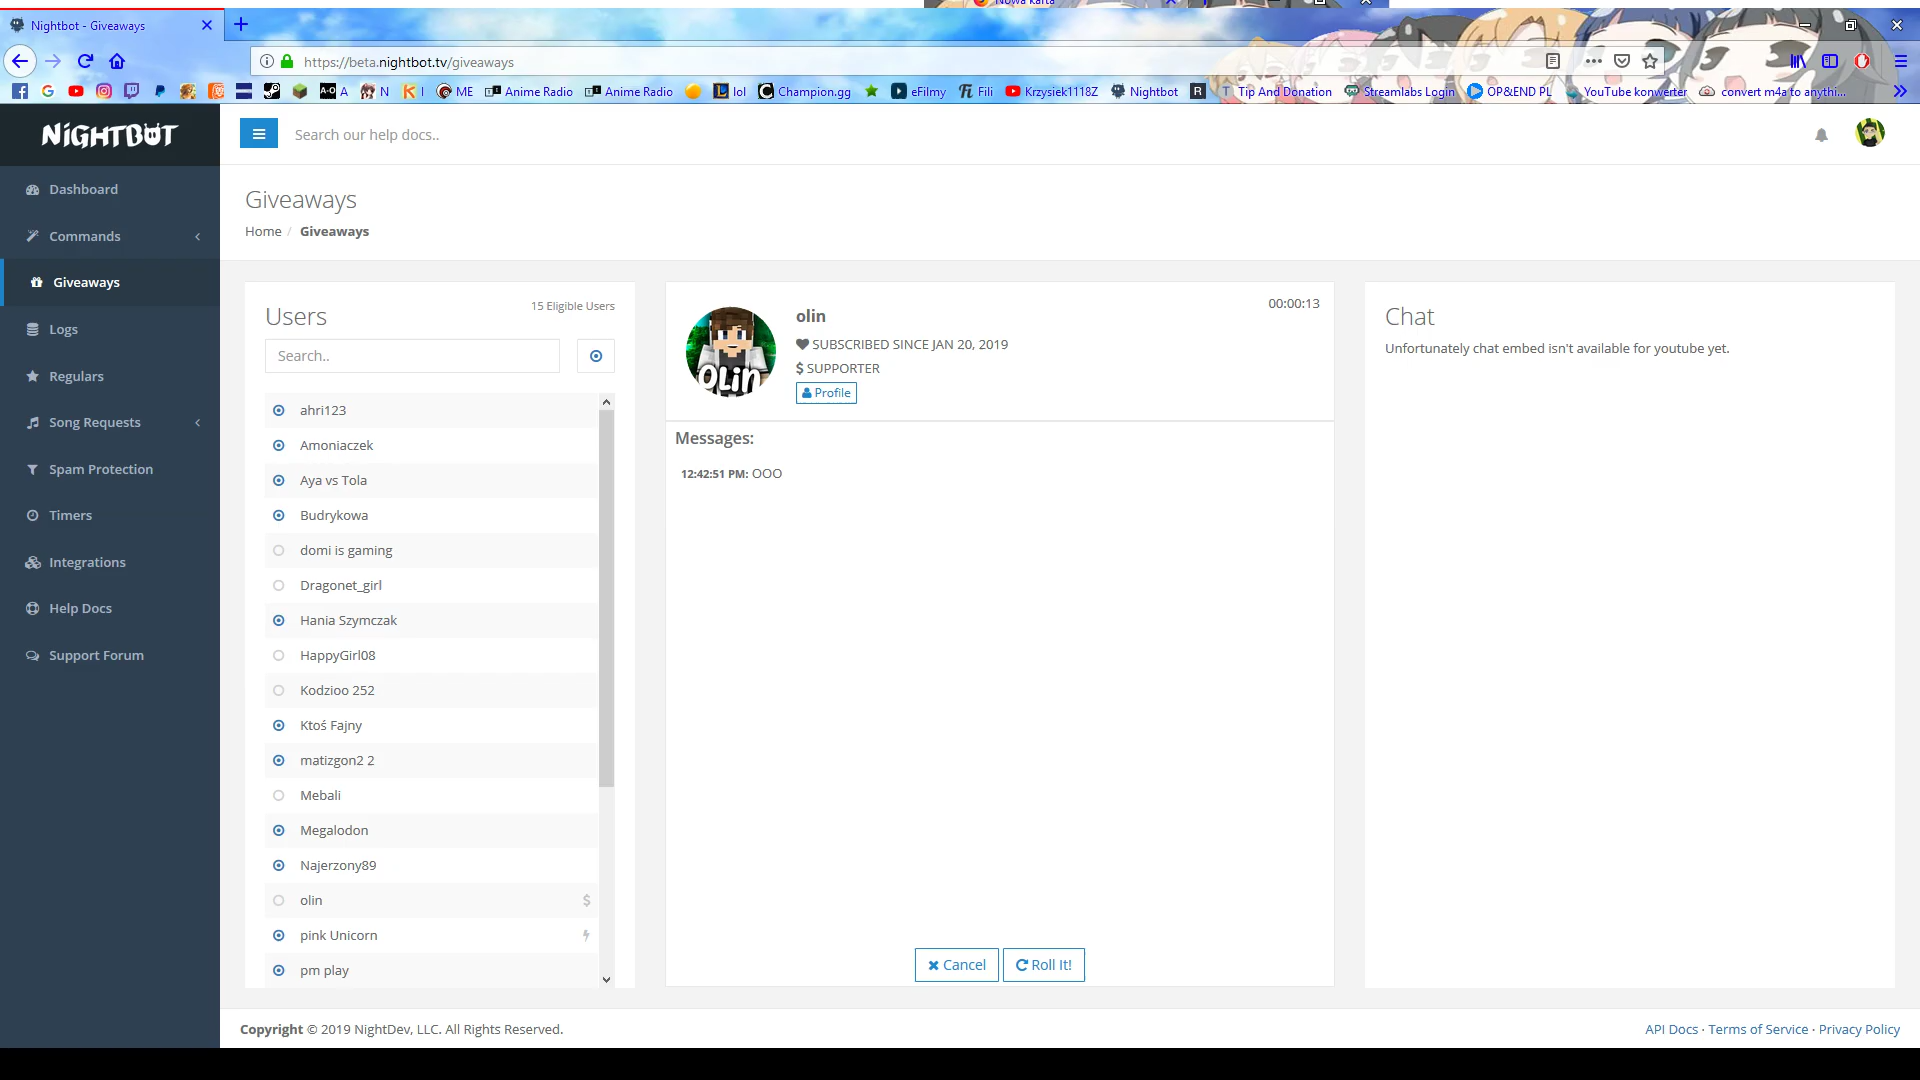 Nowa karta
Nightbot - Giveaways
https://beta.nightbot.tv/giveaways
A
N
I
ME
Anime Radio
Anime Radio
lol
Champion.gg
eFilmy
Fili
Krzysiek1118Z
Nightbot
Tip And Donation
Streamlabs Login
OP&END PL
YouTube konwerter
convert m4a to anythi...
NIGHTBOT
Search our help docs..
Dashboard
Commands
Giveaways
Logs
Regulars
Song Requests
Spam Protection
Timers
Integrations
Help Docs
Support Forum
Giveaways
Home / Giveaways
Users
15 Eligible Users
Search..
ahri123
Amoniaczek
Aya vs Tola
Budrykowa
domi is gaming
Dragonet_girl
Hania Szymczak
HappyGirl08
Kodzioo 252
Ktoś Fajny
matizgon2 2
Mebali
Megalodon
Najerzony89
olin $
pink Unicorn
pm play
OLiN
olin
00:00:13
SUBSCRIBED SINCE JAN 20, 2019
$ SUPPORTER
Profile
Messages:
12:42:51 PM: OOO
Cancel
Roll It!
Chat
Unfortunately chat embed isn't available for youtube yet.
Copyright © 2019 NightDev, LLC. All Rights Reserved.
API Docs · Terms of Service · Privacy Policy